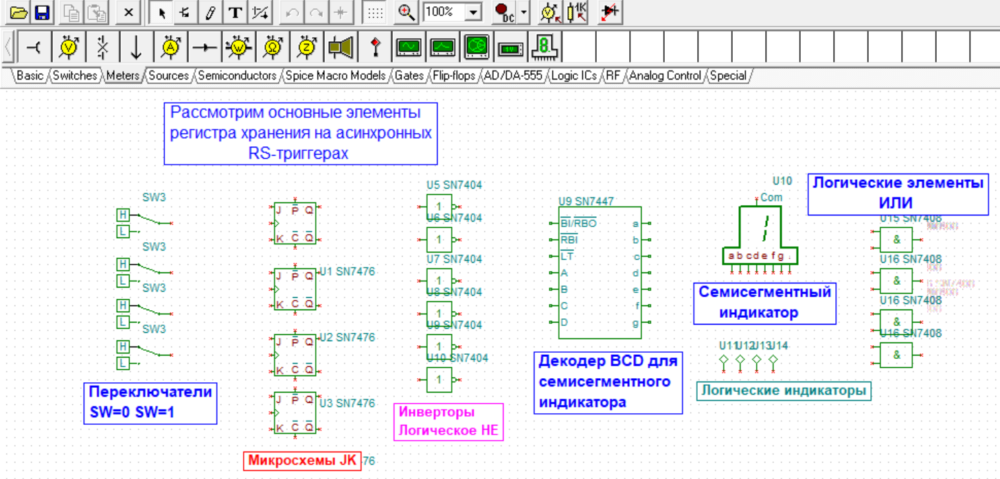 100%
DC
1K
Basic Switches Meters Sources Semiconductors Spice Macro Models Gates Flip-flops AD/DA-555 Logic ICs RF Analog Control Special
Рассмотрим основные элементы
регистра хранения на асинхронных
RS-триггерах
SW3
H
L
SW3
H
L
SW3
H
L
SW3
H
L
Переключатели
SW=0 SW=1
J P Q
K C Q
U1 SN7476
J P Q
K C Q
U2 SN7476
J P Q
K C Q
U3 SN7476
J P Q
K C Q
Микросхемы JK 76
U5 SN7404
1
U6 SN7404
1
U7 SN7404
1
U8 SN7404
1
U9 SN7404
1
U10 SN7404
1
Инверторы
Логическое НЕ
U9 SN7447
BI/RBO a
RBI b
LT c
A d
B e
C f
D g
Декодер BCD для
семисегментного
индикатора
U10
Com
a b c d e f g .
Семисегментный
индикатор
U11 U12 U13 U14
Логические индикаторы
Логические элементы
ИЛИ
U15 SN7408
&
U16 SN7408
&
U16 SN7408
&
U16 SN7408
&